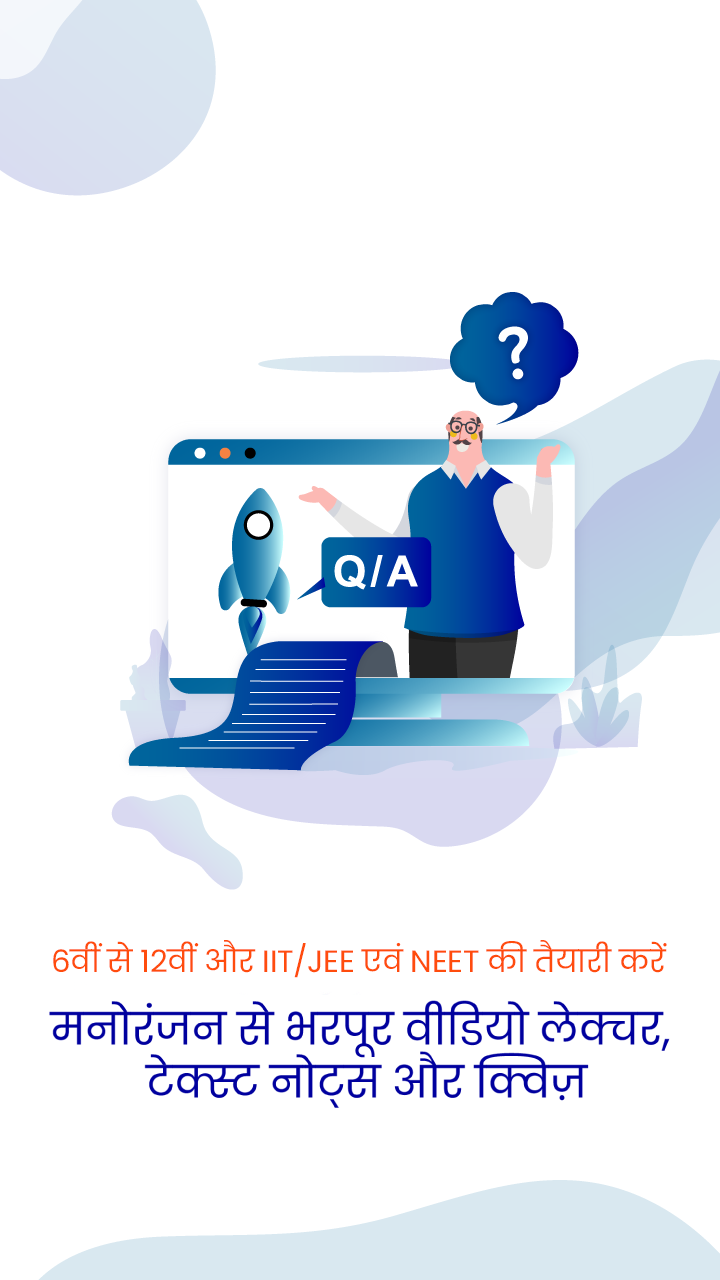 ?
Q/A
6वीं से 12वीं और IIT/JEE एवं NEET की तैयारी करें
मनोरंजन से भरपूर वीडियो लेक्चर,
टेक्स्ट नोट्स और क्विज़